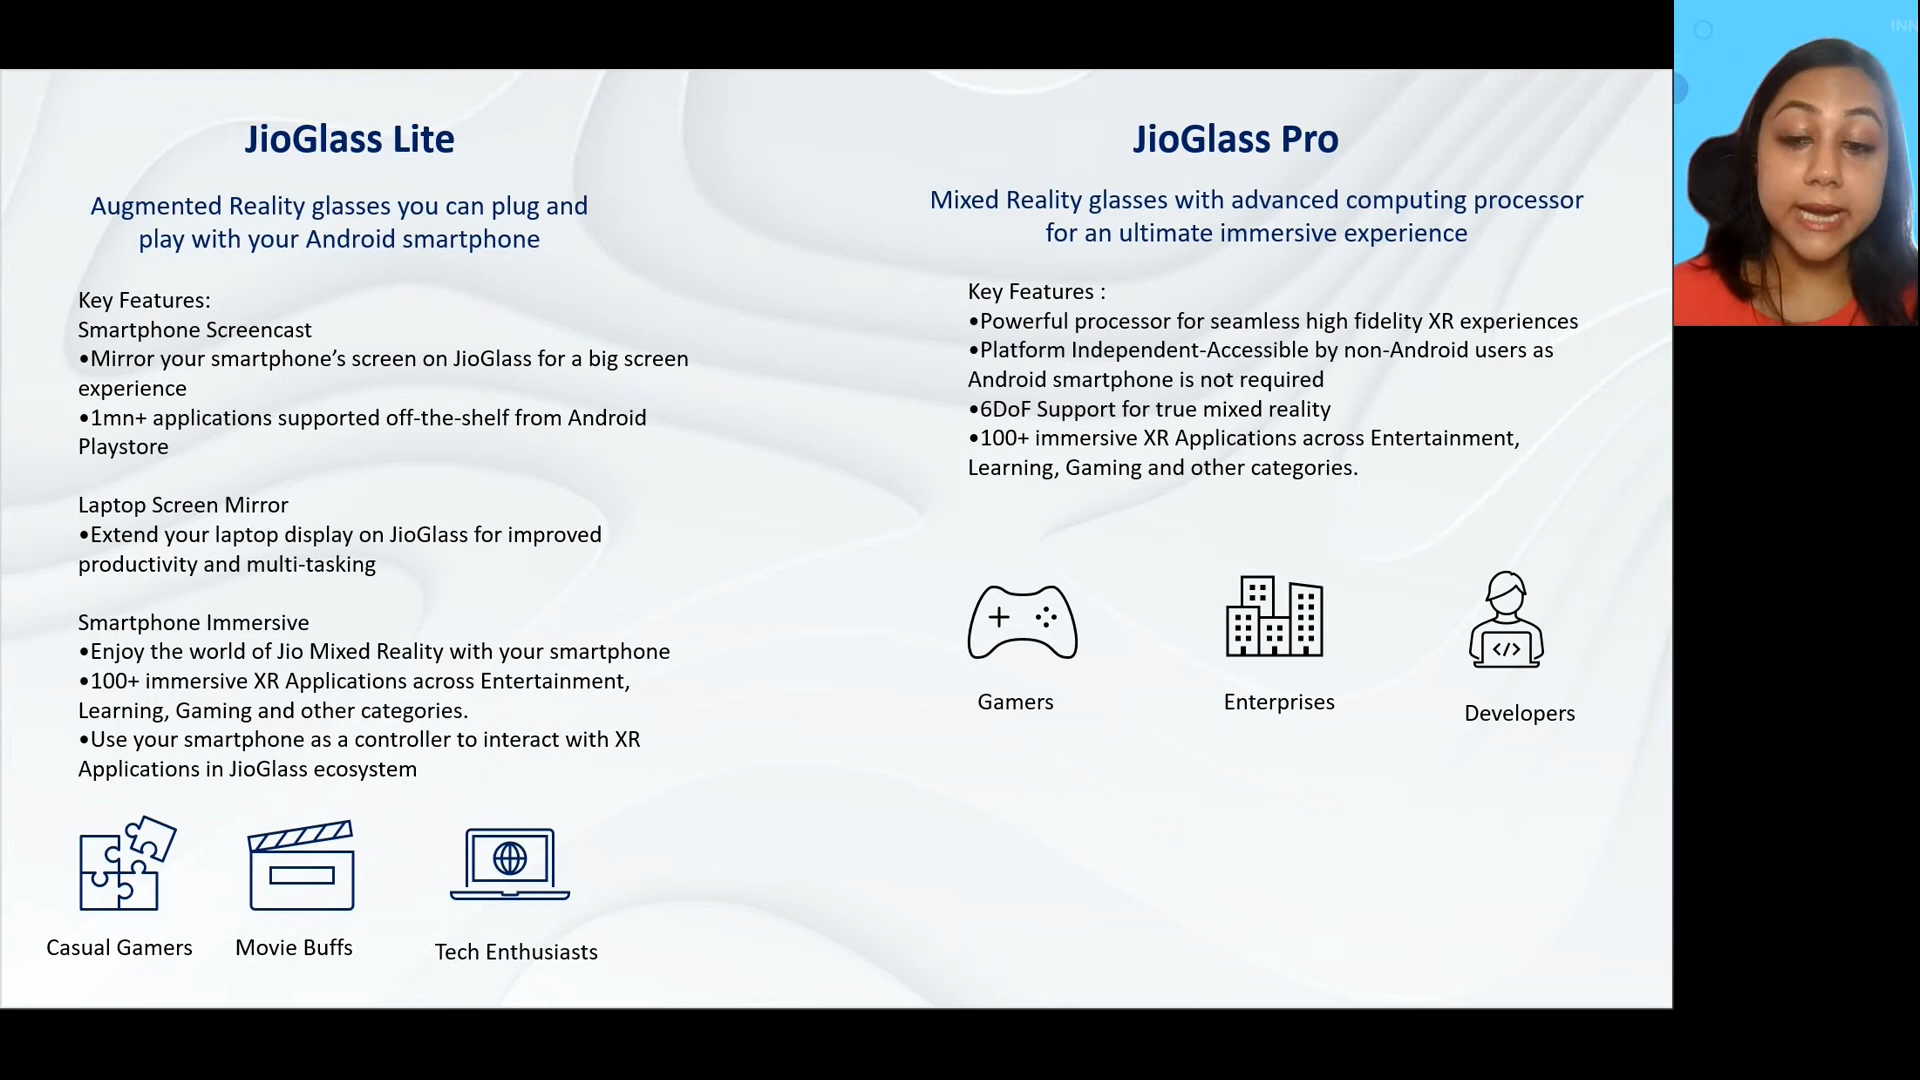 JioGlass Lite
Augmented Reality glasses you can plug and
play with your Android smartphone
Key Features:
Smartphone Screencast
•Mirror your smartphone’s screen on JioGlass for a big screen
experience
•1mn+ applications supported off-the-shelf from Android
Playstore
Laptop Screen Mirror
•Extend your laptop display on JioGlass for improved
productivity and multi-tasking
Smartphone Immersive
•Enjoy the world of Jio Mixed Reality with your smartphone
•100+ immersive XR Applications across Entertainment,
Learning, Gaming and other categories.
•Use your smartphone as a controller to interact with XR
Applications in JioGlass ecosystem
Casual Gamers
Movie Buffs
Tech Enthusiasts
JioGlass Pro
Mixed Reality glasses with advanced computing processor
for an ultimate immersive experience
Key Features :
•Powerful processor for seamless high fidelity XR experiences
•Platform Independent-Accessible by non-Android users as
Android smartphone is not required
•6DoF Support for true mixed reality
•100+ immersive XR Applications across Entertainment,
Learning, Gaming and other categories.
</>
Gamers
Enterprises
Developers
INN